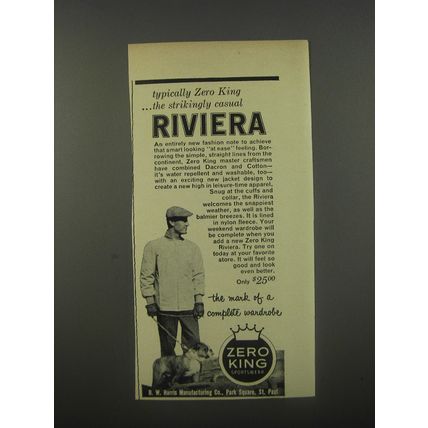 typically Zero King
...the strikingly casual
RIVIERA
An entirely new fashion note to achieve
that smart looking "at ease" feeling. Bor-
rowing the simple, straight lines from the
continent, Zero King master craftsmen
have combined Dacron and Cotton—
it's water repellent and washable, too—
with an exciting new jacket design to
create a new high in leisure-time apparel.
Snug at the cuffs and
collar, the Riviera
welcomes the snappiest
weather, as well as the
balmier breezes. It is lined
in nylon fleece. Your
weekend wardrobe will
be complete when you
add a new Zero King
Riviera. Try one on
today at your favorite
store. It will feel so
good and look
even better.
Only $25.00
the mark of a
complete wardrobe
ZERO
KING
SPORTSWEAR
B. W. Harris Manufacturing Co., Park Square, St. Paul